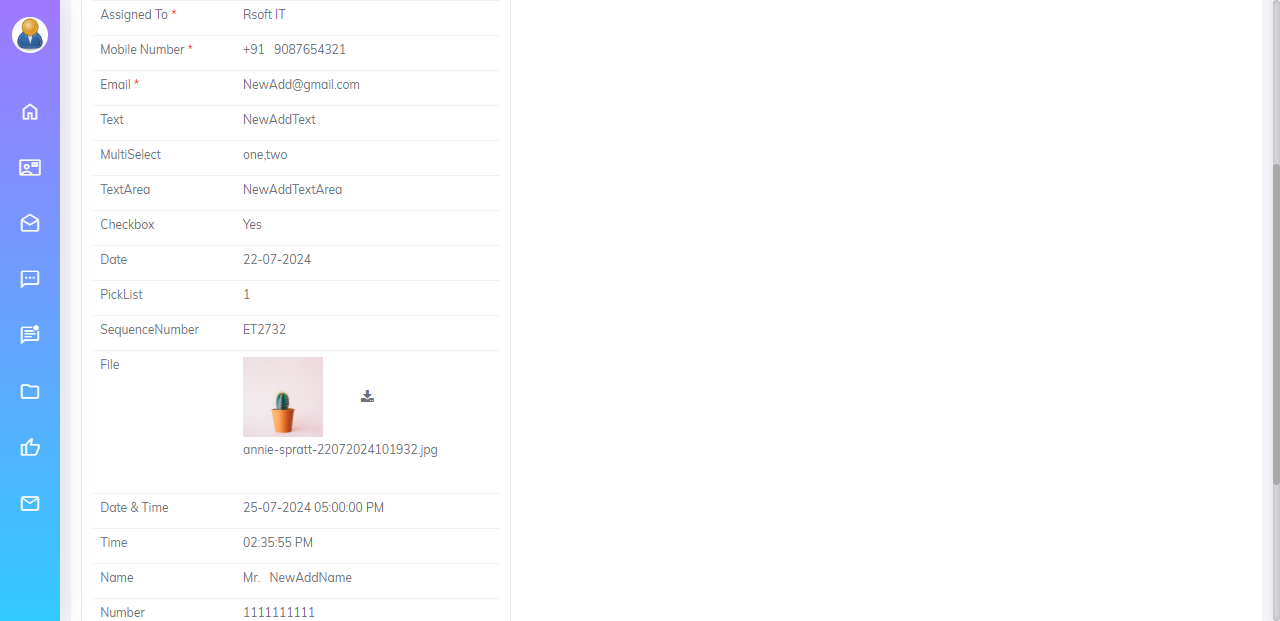 Assigned To * Rsoft IT
Mobile Number * +91 9087654321
Email * NewAdd@gmail.com
Text NewAddText
MultiSelect one,two
TextArea NewAddTextArea
Checkbox Yes
Date 22-07-2024
PickList 1
SequenceNumber ET2732
File
annie-spratt-22072024101932.jpg
Date & Time 25-07-2024 05:00:00 PM
Time 02:35:55 PM
Name Mr. NewAddName
Number 1111111111